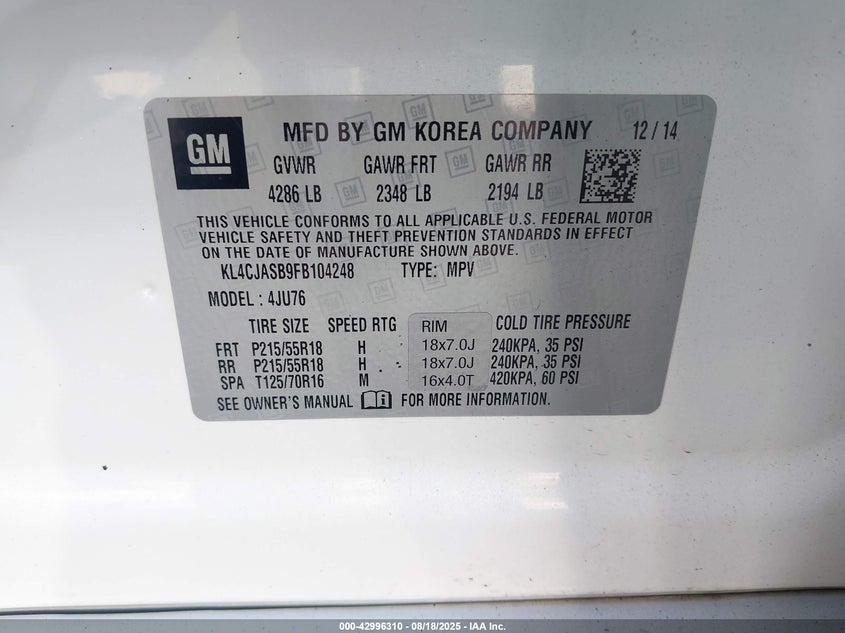 GM MFD BY GM KOREA COMPANY 12/14
GVWR GAWR FRT GAWR RR
4286 LB 2348 LB 2194 LB
THIS VEHICLE CONFORMS TO ALL APPLICABLE U.S. FEDERAL MOTOR
VEHICLE SAFETY AND THEFT PREVENTION STANDARDS IN EFFECT
ON THE DATE OF MANUFACTURE SHOWN ABOVE.
KL4CJASB9FB104248 TYPE: MPV
MODEL : 4JU76
TIRE SIZE SPEED RTG RIM COLD TIRE PRESSURE
FRT P215/55R18 H 18x7.0J 240KPA, 35 PSI
RR P215/55R18 H 18x7.0J 240KPA, 35 PSI
SPA T125/70R16 M 16x4.0T 420KPA, 60 PSI
SEE OWNER'S MANUAL FOR MORE INFORMATION.
000-42996310 - 08/18/2025 - IAA Inc.